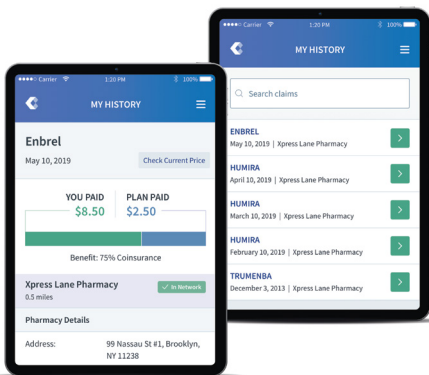 Carrier
1:20 PM
100%
MY HISTORY
Enbrel
May 10, 2019
Check Current Price
YOU PAID
$8.50
PLAN PAID
$2.50
Benefit: 75% Coinsurance
Xpress Lane Pharmacy
✓ In Network
0.5 miles
Pharmacy Details
Address:
99 Nassau St #1, Brooklyn,
NY 11238
Carrier
1:20 PM
100%
MY HISTORY
Search claims
ENBREL
May 10, 2019 | Xpress Lane Pharmacy
HUMIRA
April 10, 2019 | Xpress Lane Pharmacy
HUMIRA
March 10, 2019 | Xpress Lane Pharmacy
HUMIRA
February 10, 2019 | Xpress Lane Pharmacy
TRUMENBA
December 3, 2013 | Xpress Lane Pharmacy